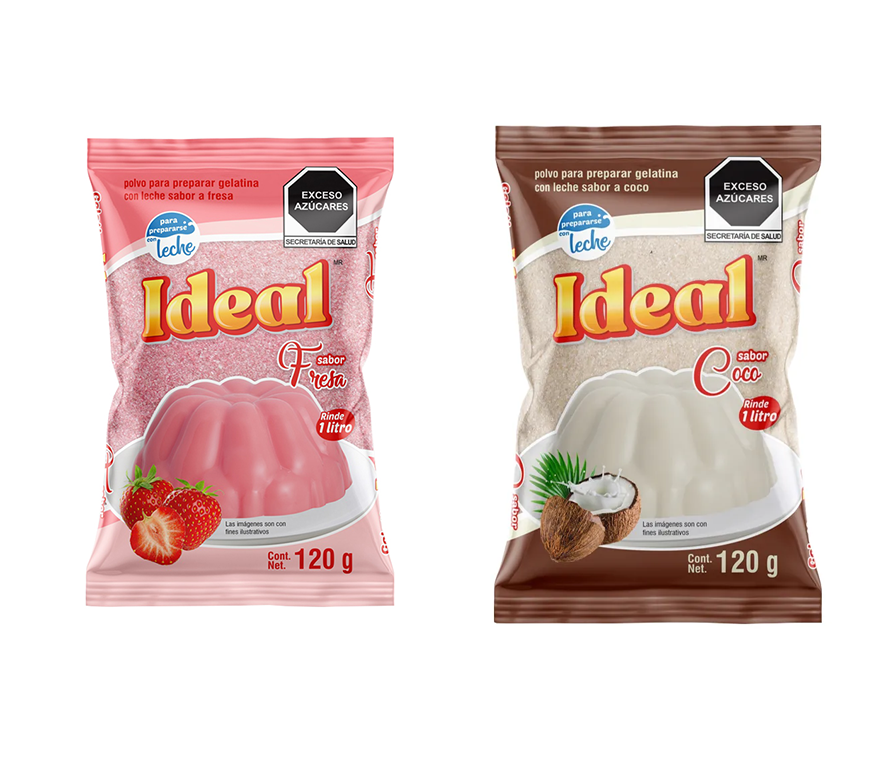 polvo para preparar gelatina
con leche sabor a fresa
EXCESO
AZÚCARES
SECRETARÍA DE SALUD
para
prepararse
con
leche
Ideal
MR
sabor
Fresa
Rinde
1 litro
Las imágenes son con
fines ilustrativos
Cont.
Net.
120 g
polvo para preparar gelatina
con leche sabor a coco
EXCESO
AZÚCARES
SECRETARÍA DE SALUD
para
prepararse
con
leche
Ideal
MR
sabor
Coco
Rinde
1 litro
Las imágenes son con
fines ilustrativos
Cont.
Net.
120 g
sabor
sabor